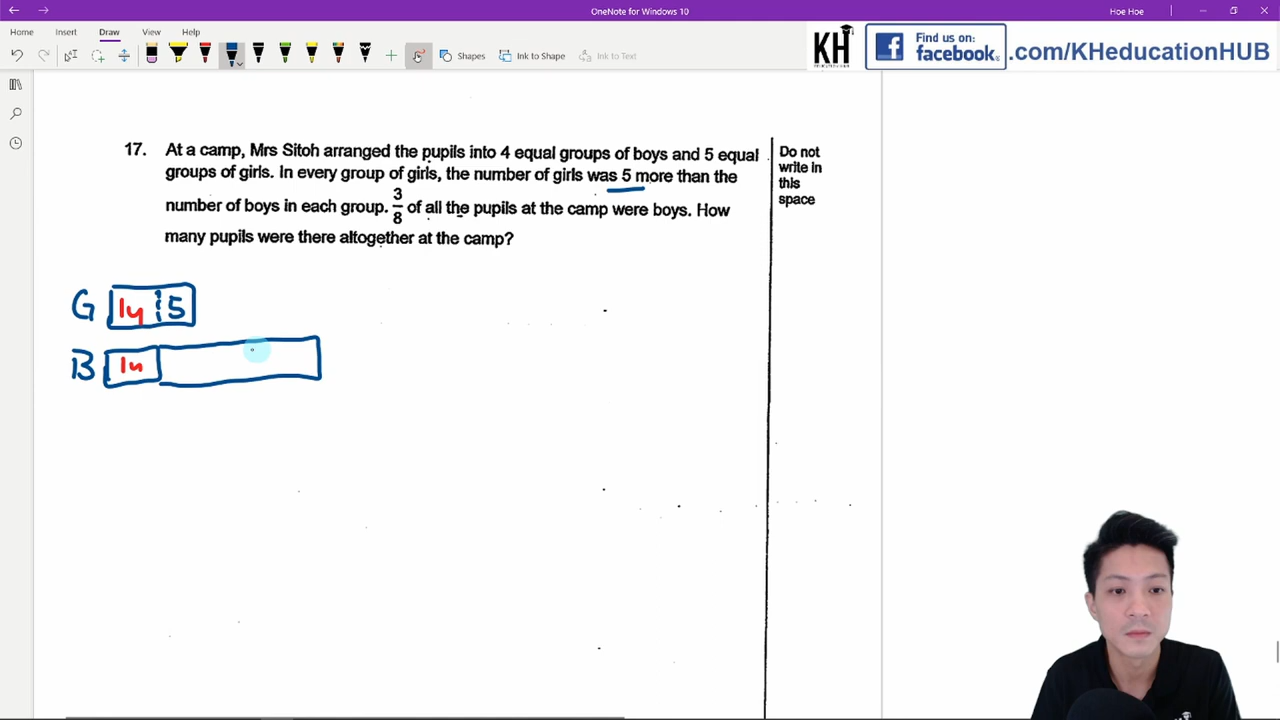 OneNote for Windows 10
Hoe Hoe
Home Insert Draw View Help
Shapes Ink to Shape Ink to Text
KH
Find us on:
facebook .com/KHeducationHUB
17. At a camp, Mrs Sitoh arranged the pupils into 4 equal groups of boys and 5 equal
groups of girls. In every group of girls, the number of girls was 5 more than the
number of boys in each group. 3/8 of all the pupils at the camp were boys. How
many pupils were there altogether at the camp?
Do not
write in
this
space
G 1u 5
B 1u